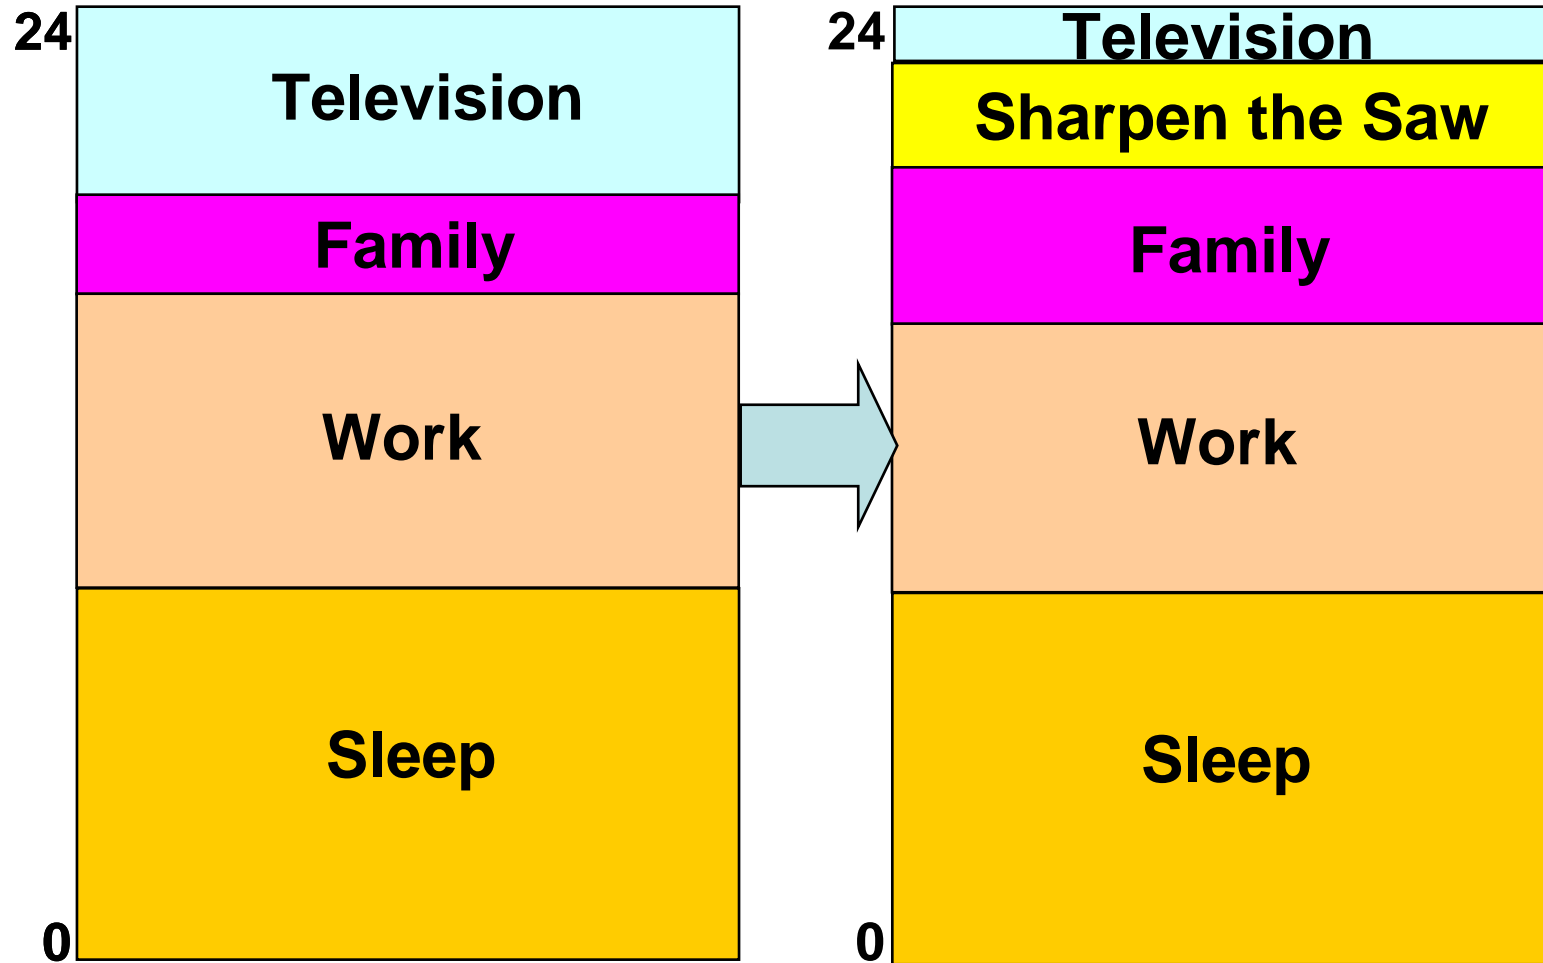 24
Television
Family
Work
Sleep
0
24
Television
Sharpen the Saw
Family
Work
Sleep
0